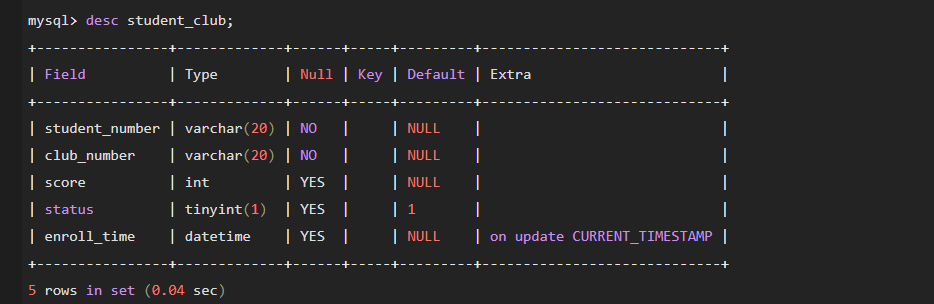 mysql> desc student_club;
+----------------+-------------+------+-----+---------+-----------------------------+
| Field          | Type        | Null | Key | Default | Extra                       |
+----------------+-------------+------+-----+---------+-----------------------------+
| student_number | varchar(20) | NO   |     | NULL    |                             |
| club_number    | varchar(20) | NO   |     | NULL    |                             |
| score          | int         | YES  |     | NULL    |                             |
| status         | tinyint(1)  | YES  |     | 1       |                             |
| enroll_time    | datetime    | YES  |     | NULL    | on update CURRENT_TIMESTAMP |
+----------------+-------------+------+-----+---------+-----------------------------+
5 rows in set (0.04 sec)